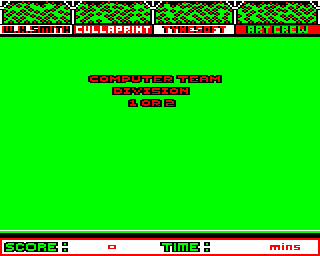 W.H.SMITH CULLAPRINT TYNESOFT ART CREW
COMPUTER TEAM
DIVISION
1 OR 2
SCORE: 0 TIME: mins